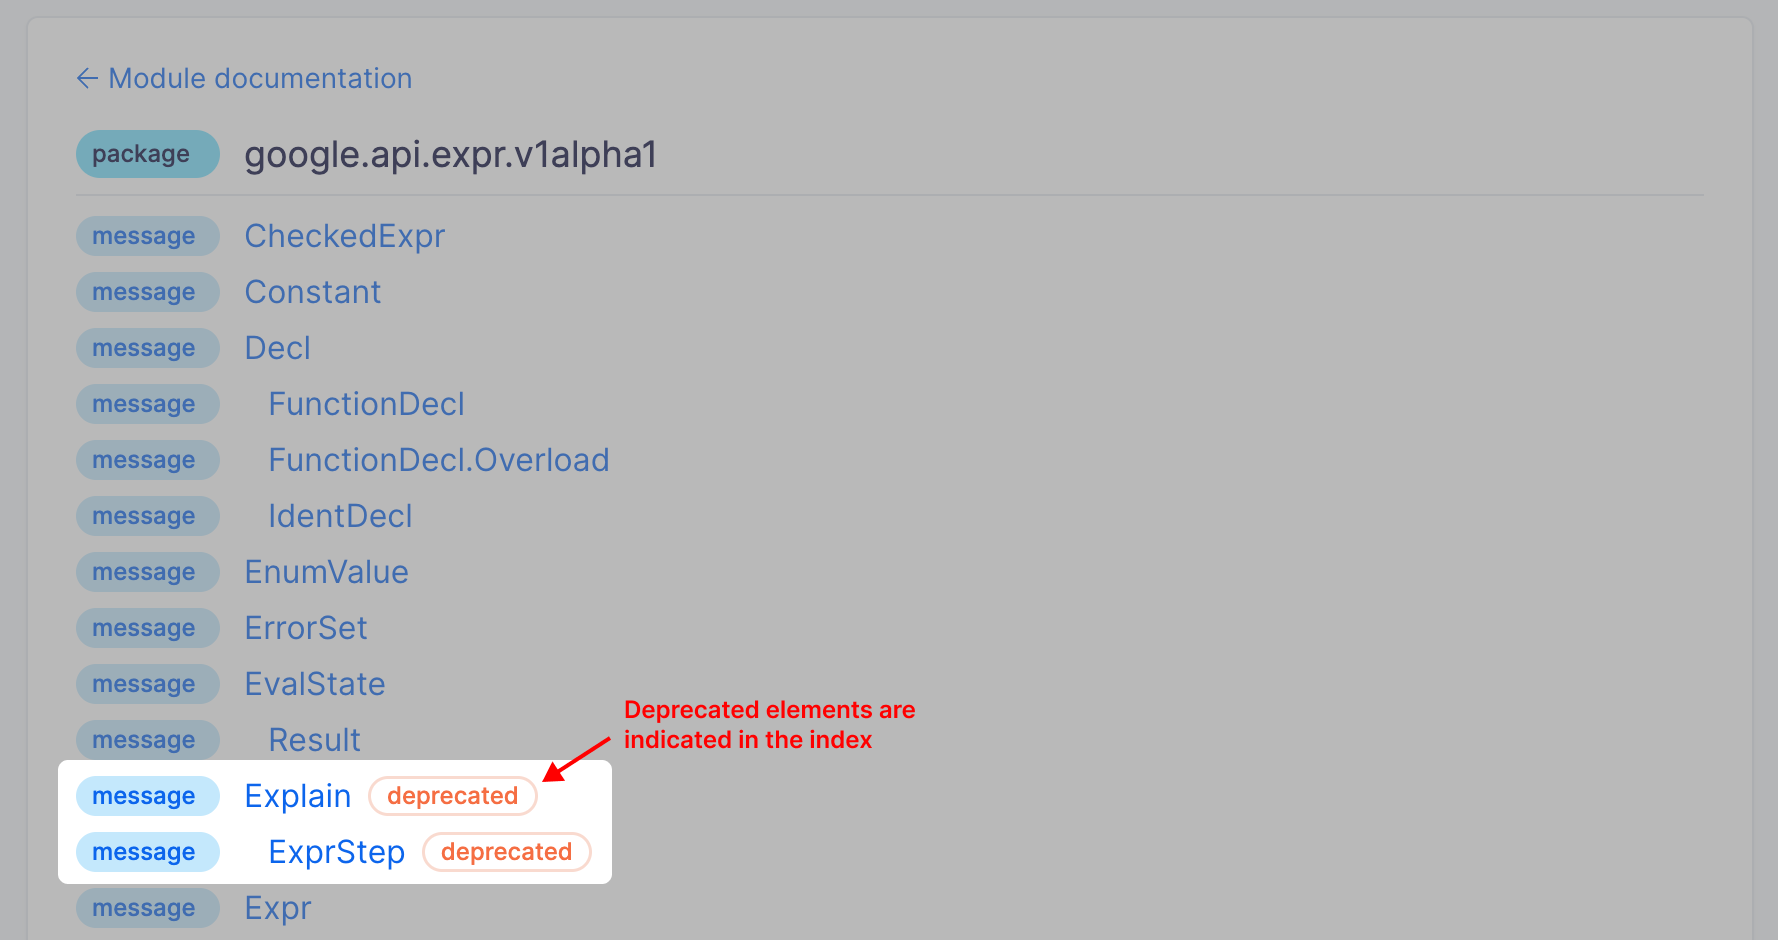 ← Module documentation
package google.api.expr.v1alpha1
message CheckedExpr
message Constant
message Decl
message FunctionDecl
message FunctionDecl.Overload
message IdentDecl
message EnumValue
message ErrorSet
message EvalState
Deprecated elements are
indicated in the index
message Result
message Explain deprecated
message ExprStep deprecated
message Expr